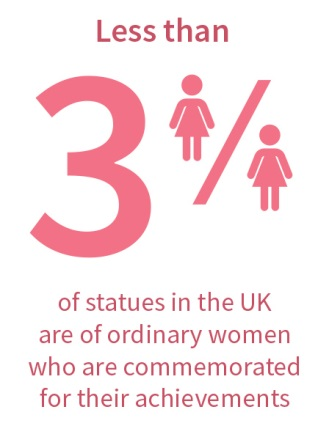 Less than
3%
of statues in the UK
are of ordinary women
who are commemorated
for their achievements